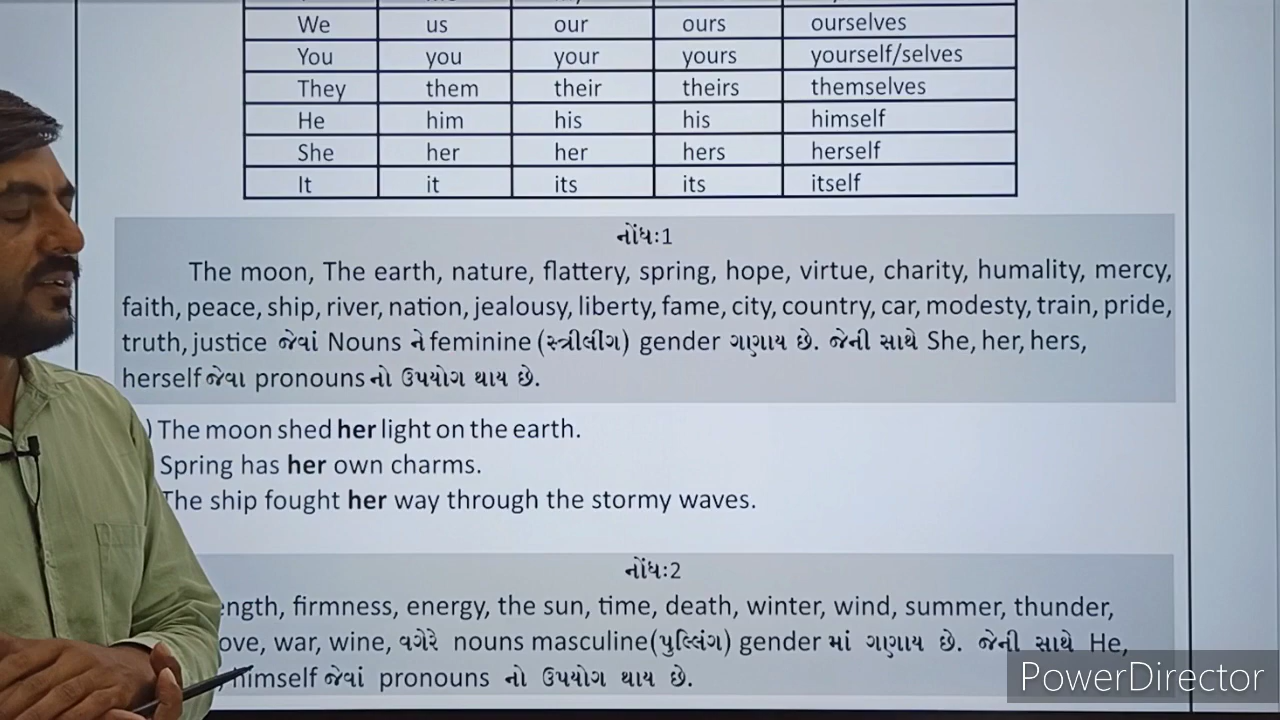 We us our ours ourselves
You you your yours yourself/selves
They them their theirs themselves
He him his his himself
She her her hers herself
It it its its itself
નોંધ:1
The moon, The earth, nature, flattery, spring, hope, virtue, charity, humality, mercy,
faith, peace, ship, river, nation, jealousy, liberty, fame, city, country, car, modesty, train, pride,
truth, justice જેવાં Nouns ને feminine (સ્ત્રીલીંગ) gender ગણાય છે. જેની સાથે She, her, hers,
herself જેવા pronouns નો ઉપયોગ થાય છે.
) The moon shed her light on the earth.
Spring has her own charms.
The ship fought her way through the stormy waves.
નોંધ:2
firmness, energy, the sun, time, death, winter, wind, summer, thunder,
war, wine, વગેરે nouns masculine(પુલ્લિંગ) gender માં ગણાય છે. જેની સાથે He,
himself જેવાં pronouns નો ઉપયોગ થાય છે.
PowerDirector